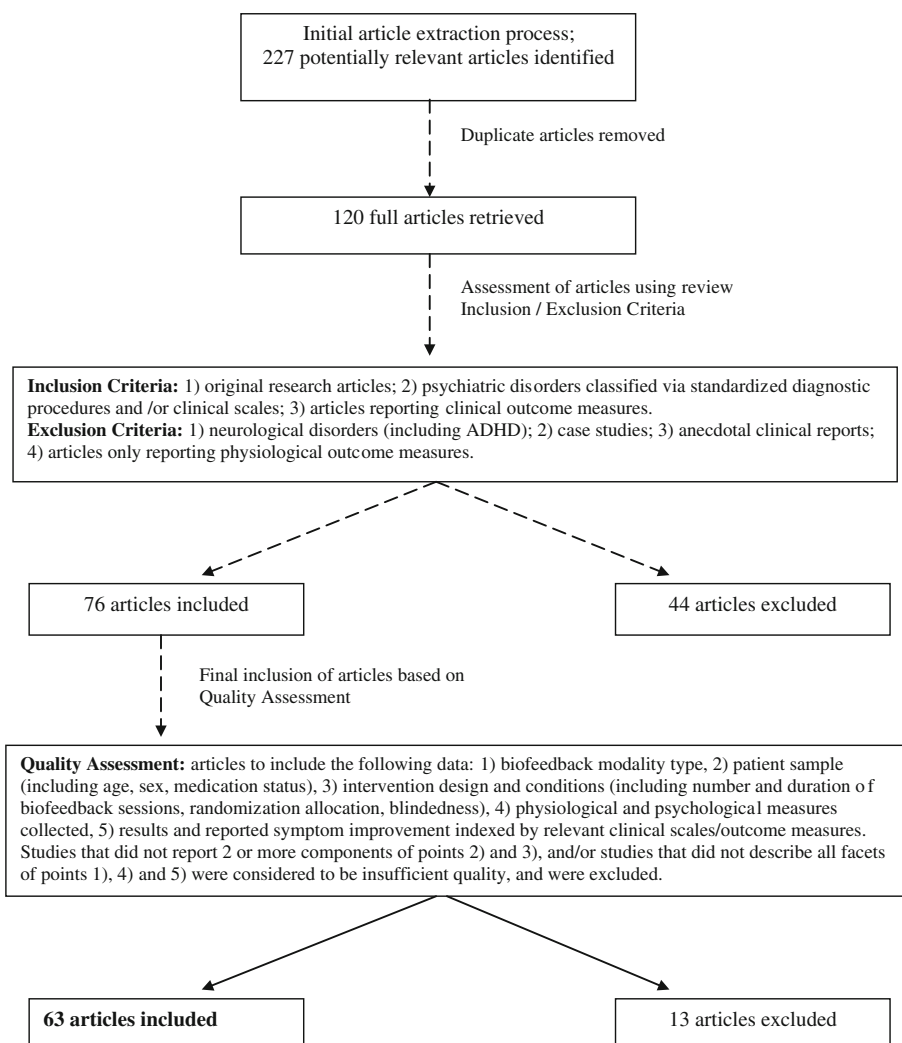 Initial article extraction process;
227 potentially relevant articles identified
Duplicate articles removed
120 full articles retrieved
Assessment of articles using review
Inclusion / Exclusion Criteria
Inclusion Criteria: 1) original research articles; 2) psychiatric disorders classified via standardized diagnostic
procedures and /or clinical scales; 3) articles reporting clinical outcome measures.
Exclusion Criteria: 1) neurological disorders (including ADHD); 2) case studies; 3) anecdotal clinical reports;
4) articles only reporting physiological outcome measures.
76 articles included
44 articles excluded
Final inclusion of articles based on
Quality Assessment
Quality Assessment: articles to include the following data: 1) biofeedback modality type, 2) patient sample
(including age, sex, medication status), 3) intervention design and conditions (including number and duration of
biofeedback sessions, randomization allocation, blindedness), 4) physiological and psychological measures
collected, 5) results and reported symptom improvement indexed by relevant clinical scales/outcome measures.
Studies that did not report 2 or more components of points 2) and 3), and/or studies that did not describe all facets
of points 1), 4) and 5) were considered to be insufficient quality, and were excluded.
63 articles included
13 articles excluded